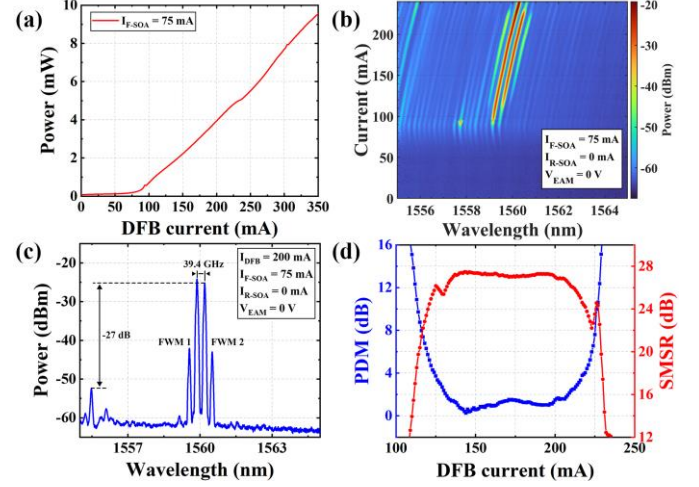 (a)
I_F-SOA = 75 mA
10
8
6
4
2
0
Power (mW)
0
50
100
150
200
250
300
350
DFB current (mA)
(b)
200
100
0
Current (mA)
1556
1558
1560
1562
1564
Wavelength (nm)
I_F-SOA = 75 mA
I_R-SOA = 0 mA
V_EAM = 0 V
-20
-30
-40
-50
-60
Power (dBm)
(c)
39.4 GHz
I_DFB = 200 mA
I_F-SOA = 75 mA
I_R-SOA = 0 mA
V_EAM = 0 V
-27 dB
FWM 1
FWM 2
-10
-20
-30
-40
-50
-60
Power (dBm)
1557
1560
1563
Wavelength (nm)
(d)
16
12
8
4
0
PDM (dB)
28
24
20
16
12
SMSR (dB)
100
150
200
250
DFB current (mA)